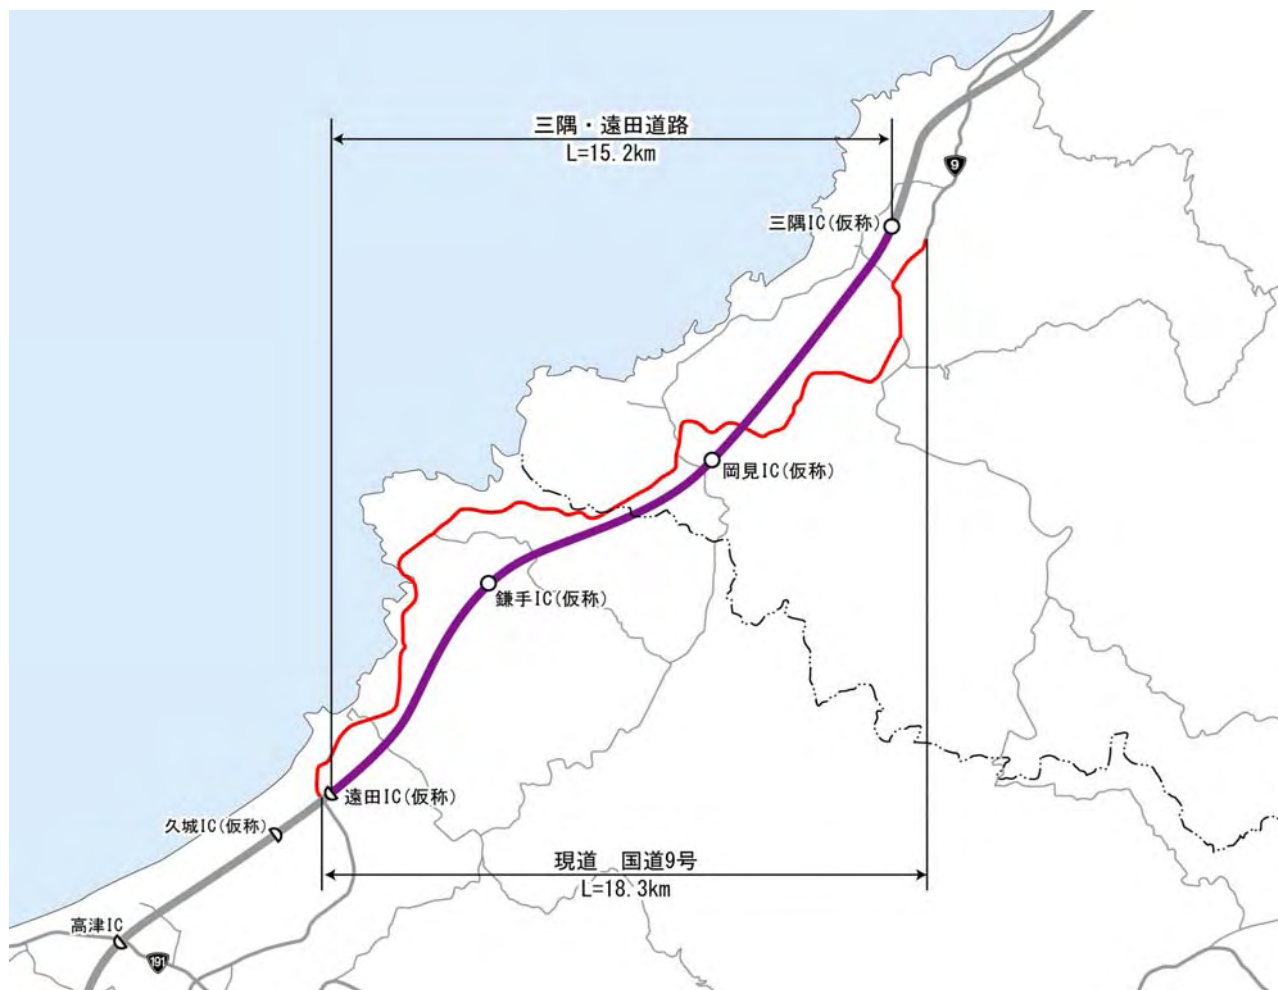 三隅・遠田道路
L=15.2km
9
三隅IC(仮称)
岡見IC(仮称)
鎌手IC(仮称)
遠田IC(仮称)
久城IC(仮称)
現道 国道9号
L=18.3km
高津IC
191